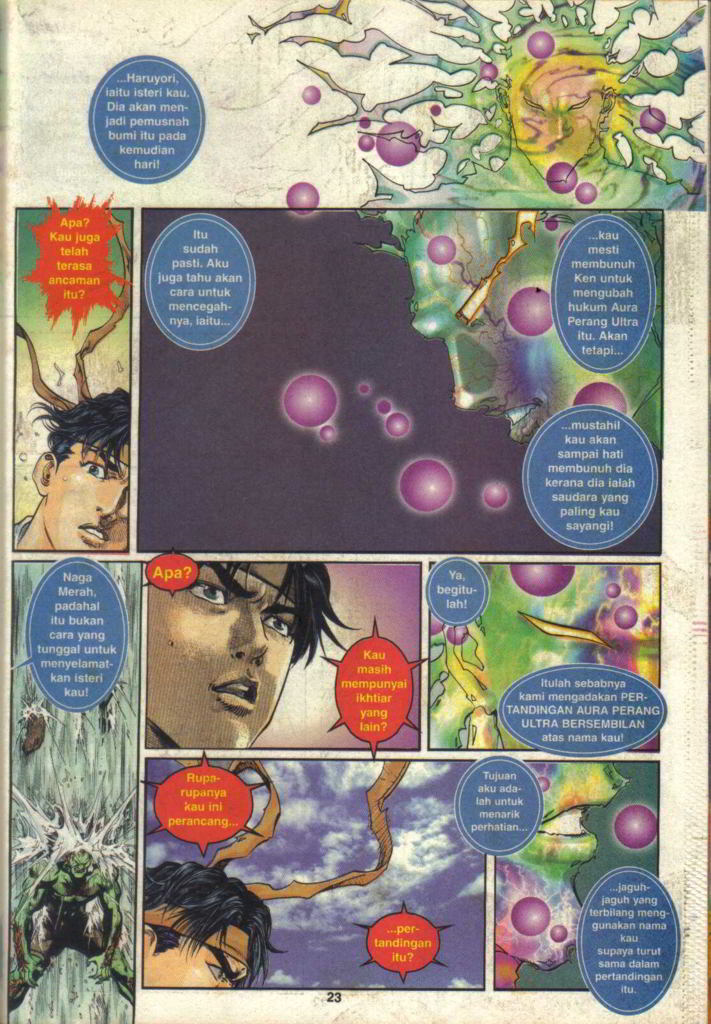 ...Haruyori,
iaitu isteri kau.
Dia akan men-
jadi pemusnah
bumi itu pada
kemudian
hari!
Apa?
Kau juga
telah
terasa
ancaman
itu?
Itu
sudah
pasti. Aku
juga tahu akan
cara untuk
mencegah-
nya, iaitu...
...kau
mesti
membunuh
Ken untuk
mengubah
hukum Aura
Perang Ultra
itu. Akan
tetapi...
...mustahil
kau akan
sampai hati
membunuh dia
kerana dia ialah
saudara yang
paling kau
sayangi!
Naga
Merah,
padahal
itu bukan
cara yang
tunggal untuk
menyelamat-
kan isteri
kau!
Apa?
Kau
masih
mempunyai
ikhtiar
yang
lain?
Ya,
begitu-
lah!
Itulah sebabnya
kami mengadakan PER-
TANDINGAN AURA PERANG
ULTRA BERSEMBILAN
atas nama kau!
Rupa-
rupanya
kau ini
perancang...
...per-
tandingan
itu?
Tujuan
aku ada-
lah untuk
menarik
perhatian...
...jaguh-
jaguh yang
terbilang meng-
gunakan nama
kau
supaya turut
sama dalam
pertandingan
itu.
23